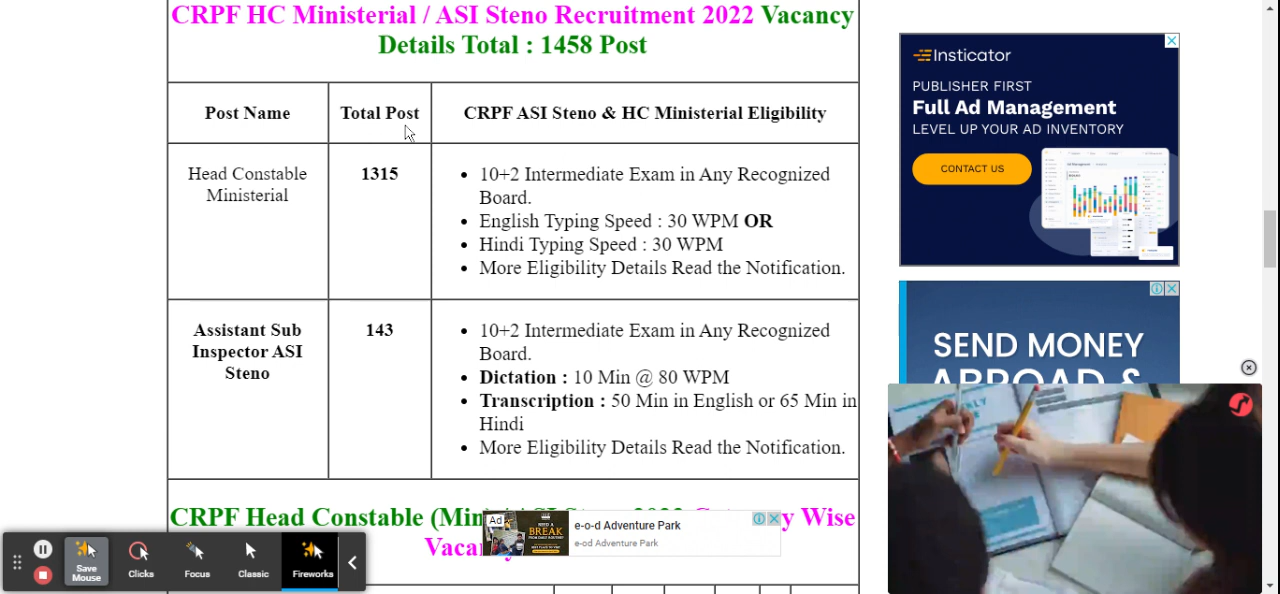 CRPF HC Ministerial / ASI Steno Recruitment 2022 Vacancy
Details Total : 1458 Post
Post Name
Total Post
CRPF ASI Steno & HC Ministerial Eligibility
Head Constable
Ministerial
1315
10+2 Intermediate Exam in Any Recognized
Board.
English Typing Speed : 30 WPM OR
Hindi Typing Speed : 30 WPM
More Eligibility Details Read the Notification.
Assistant Sub
Inspector ASI
Steno
143
10+2 Intermediate Exam in Any Recognized
Board.
Dictation : 10 Min @ 80 WPM
Transcription : 50 Min in English or 65 Min in
Hindi
More Eligibility Details Read the Notification.
CRPF Head Constable (Min
2022
Wise
Insticator
PUBLISHER FIRST
Full Ad Management
LEVEL UP YOUR AD INVENTORY
CONTACT US
SEND MONEY
ABROAD &
Ad
NEED A
BREAK
e-o-d Adventure Park
e-od Adventure Park
Save
Mouse
Clicks
Focus
Classic
Fireworks